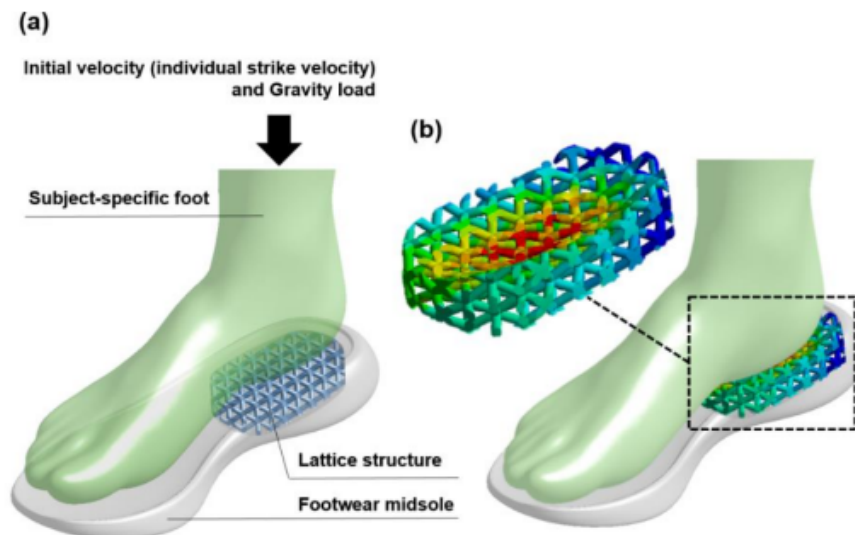 (a)
Initial velocity (individual strike velocity)
and Gravity load
(b)
Subject-specific foot
Lattice structure
Footwear midsole